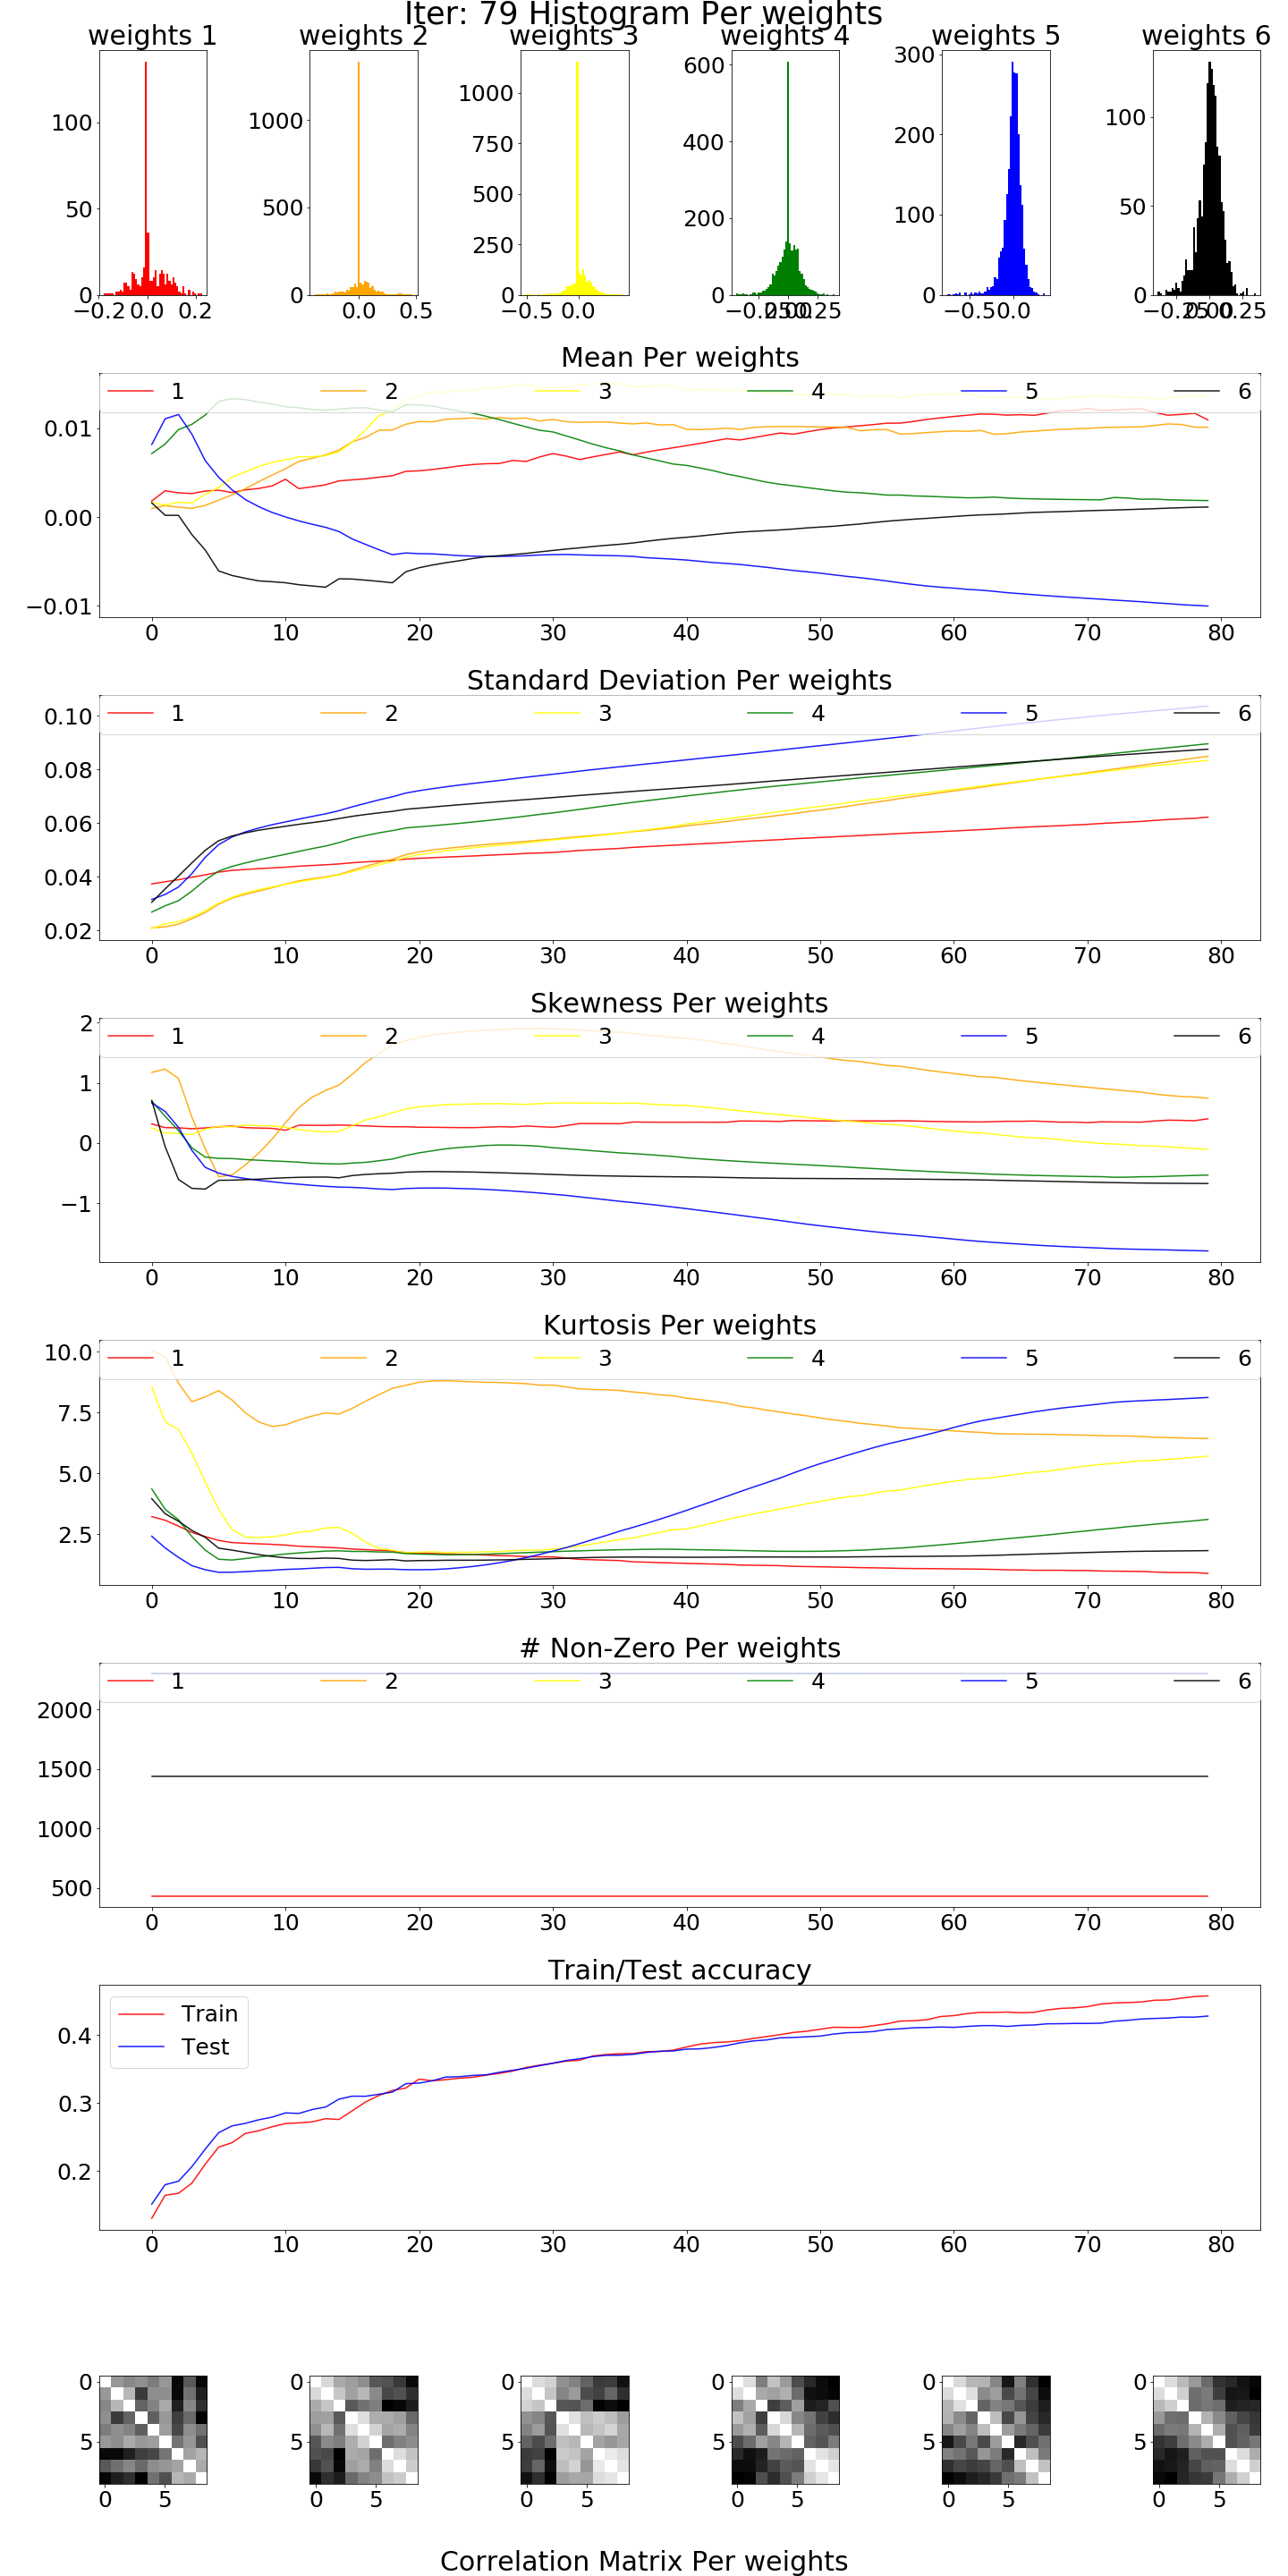 Iter: 79 Histogram Per weights
weights 1 weights 2 weights 3 weights 4 weights 5 weights 6
100 50 0
−0.2 0.0 0.2
1000 500 0
0.0 0.5
1000 750 500 250 0
−0.5 0.0
600 400 200 0
−0.25 0.00 0.25
300 200 100 0
−0.5 0.0
100 50 0
−0.25 0.00 0.25
Mean Per weights
1 2 3 4 5 6
0.01
0.00
−0.01
0 10 20 30 40 50 60 70 80
Standard Deviation Per weights
1 2 3 4 5 6
0.10
0.08
0.06
0.04
0.02
0 10 20 30 40 50 60 70 80
Skewness Per weights
2
1 2 3 4 5 6
1
0
−1
0 10 20 30 40 50 60 70 80
Kurtosis Per weights
10.0
1 2 3 4 5 6
7.5
5.0
2.5
0 10 20 30 40 50 60 70 80
# Non-Zero Per weights
1 2 3 4 5 6
2000
1500
1000
500
0 10 20 30 40 50 60 70 80
Train/Test accuracy
Train
Test
0.4
0.3
0.2
0 10 20 30 40 50 60 70 80
0 0 0 0 0 0
5 5 5 5 5 5
0 5 0 5 0 5 0 5 0 5 0 5
Correlation Matrix Per weights